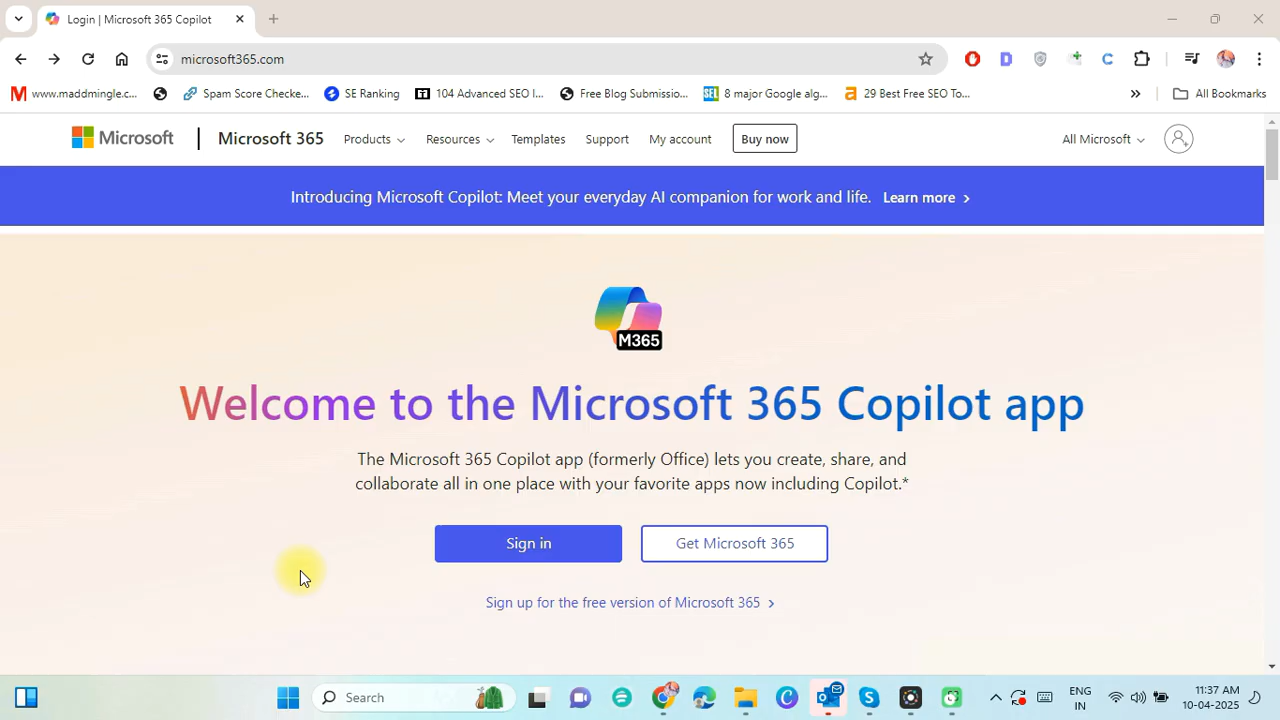 Login | Microsoft 365 Copilot
microsoft365.com
www.maddmingle.c...
Spam Score Checke...
SE Ranking
104 Advanced SEO I...
Free Blog Submissio...
SEL
8 major Google alg...
29 Best Free SEO To...
All Bookmarks
Microsoft
Microsoft 365
Products
Resources
Templates
Support
My account
Buy now
All Microsoft
Introducing Microsoft Copilot: Meet your everyday AI companion for work and life. Learn more >
M365
Welcome to the Microsoft 365 Copilot app
The Microsoft 365 Copilot app (formerly Office) lets you create, share, and
collaborate all in one place with your favorite apps now including Copilot.*
Sign in
Get Microsoft 365
Sign up for the free version of Microsoft 365 >
Search
ENG
IN
11:37 AM
10-04-2025